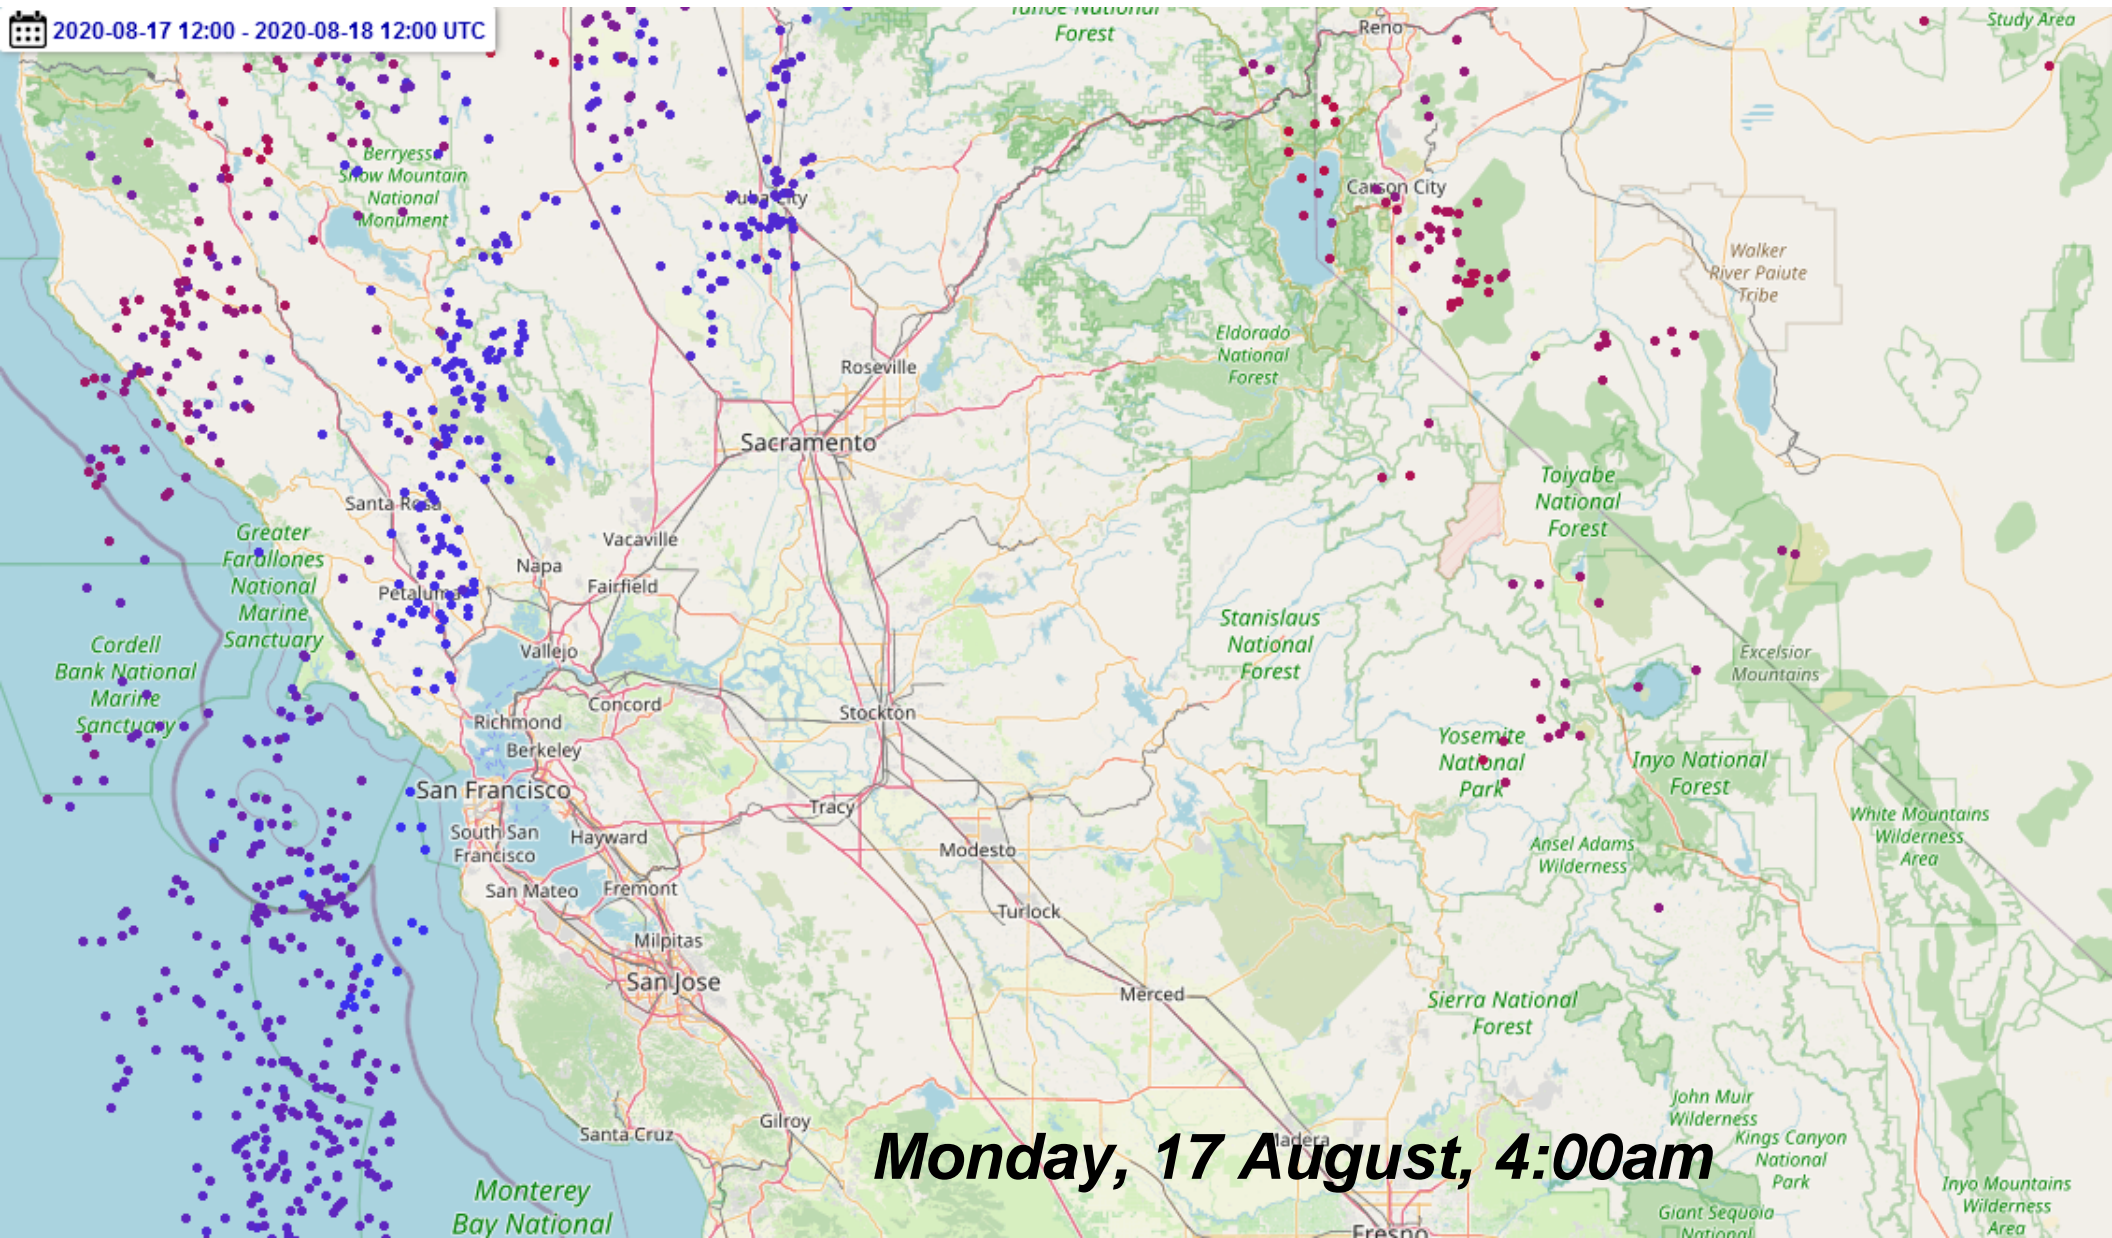 2020-08-17 12:00 - 2020-08-18 12:00 UTC
Tahoe National
Forest
Reno
Study Area
Berryessa
Snow Mountain
National
Monument
Yuba City
Carson City
Walker
River Paiute
Tribe
Eldorado
National
Forest
Roseville
Sacramento
Toiyabe
National
Forest
Santa Rosa
Greater
Farallones
National
Marine
Sanctuary
Vacaville
Napa
Fairfield
Petaluma
Stanislaus
National
Forest
Cordell
Bank National
Marine
Sanctuary
Vallejo
Excelsior
Mountains
Concord
Richmond
Stockton
Berkeley
Yosemite
National
Park
Inyo National
Forest
San Francisco
Tracy
White Mountains
Wilderness
Area
South San
Francisco
Hayward
Modesto
Ansel Adams
Wilderness
San Mateo
Fremont
Turlock
Milpitas
San Jose
Merced
Sierra National
Forest
John Muir
Wilderness
Gilroy
Santa Cruz
Madera
Kings Canyon
National
Park
Monday, 17 August, 4:00am
Monterey
Bay National
Inyo Mountains
Wilderness
Area
Giant Sequoia
National
Fresno